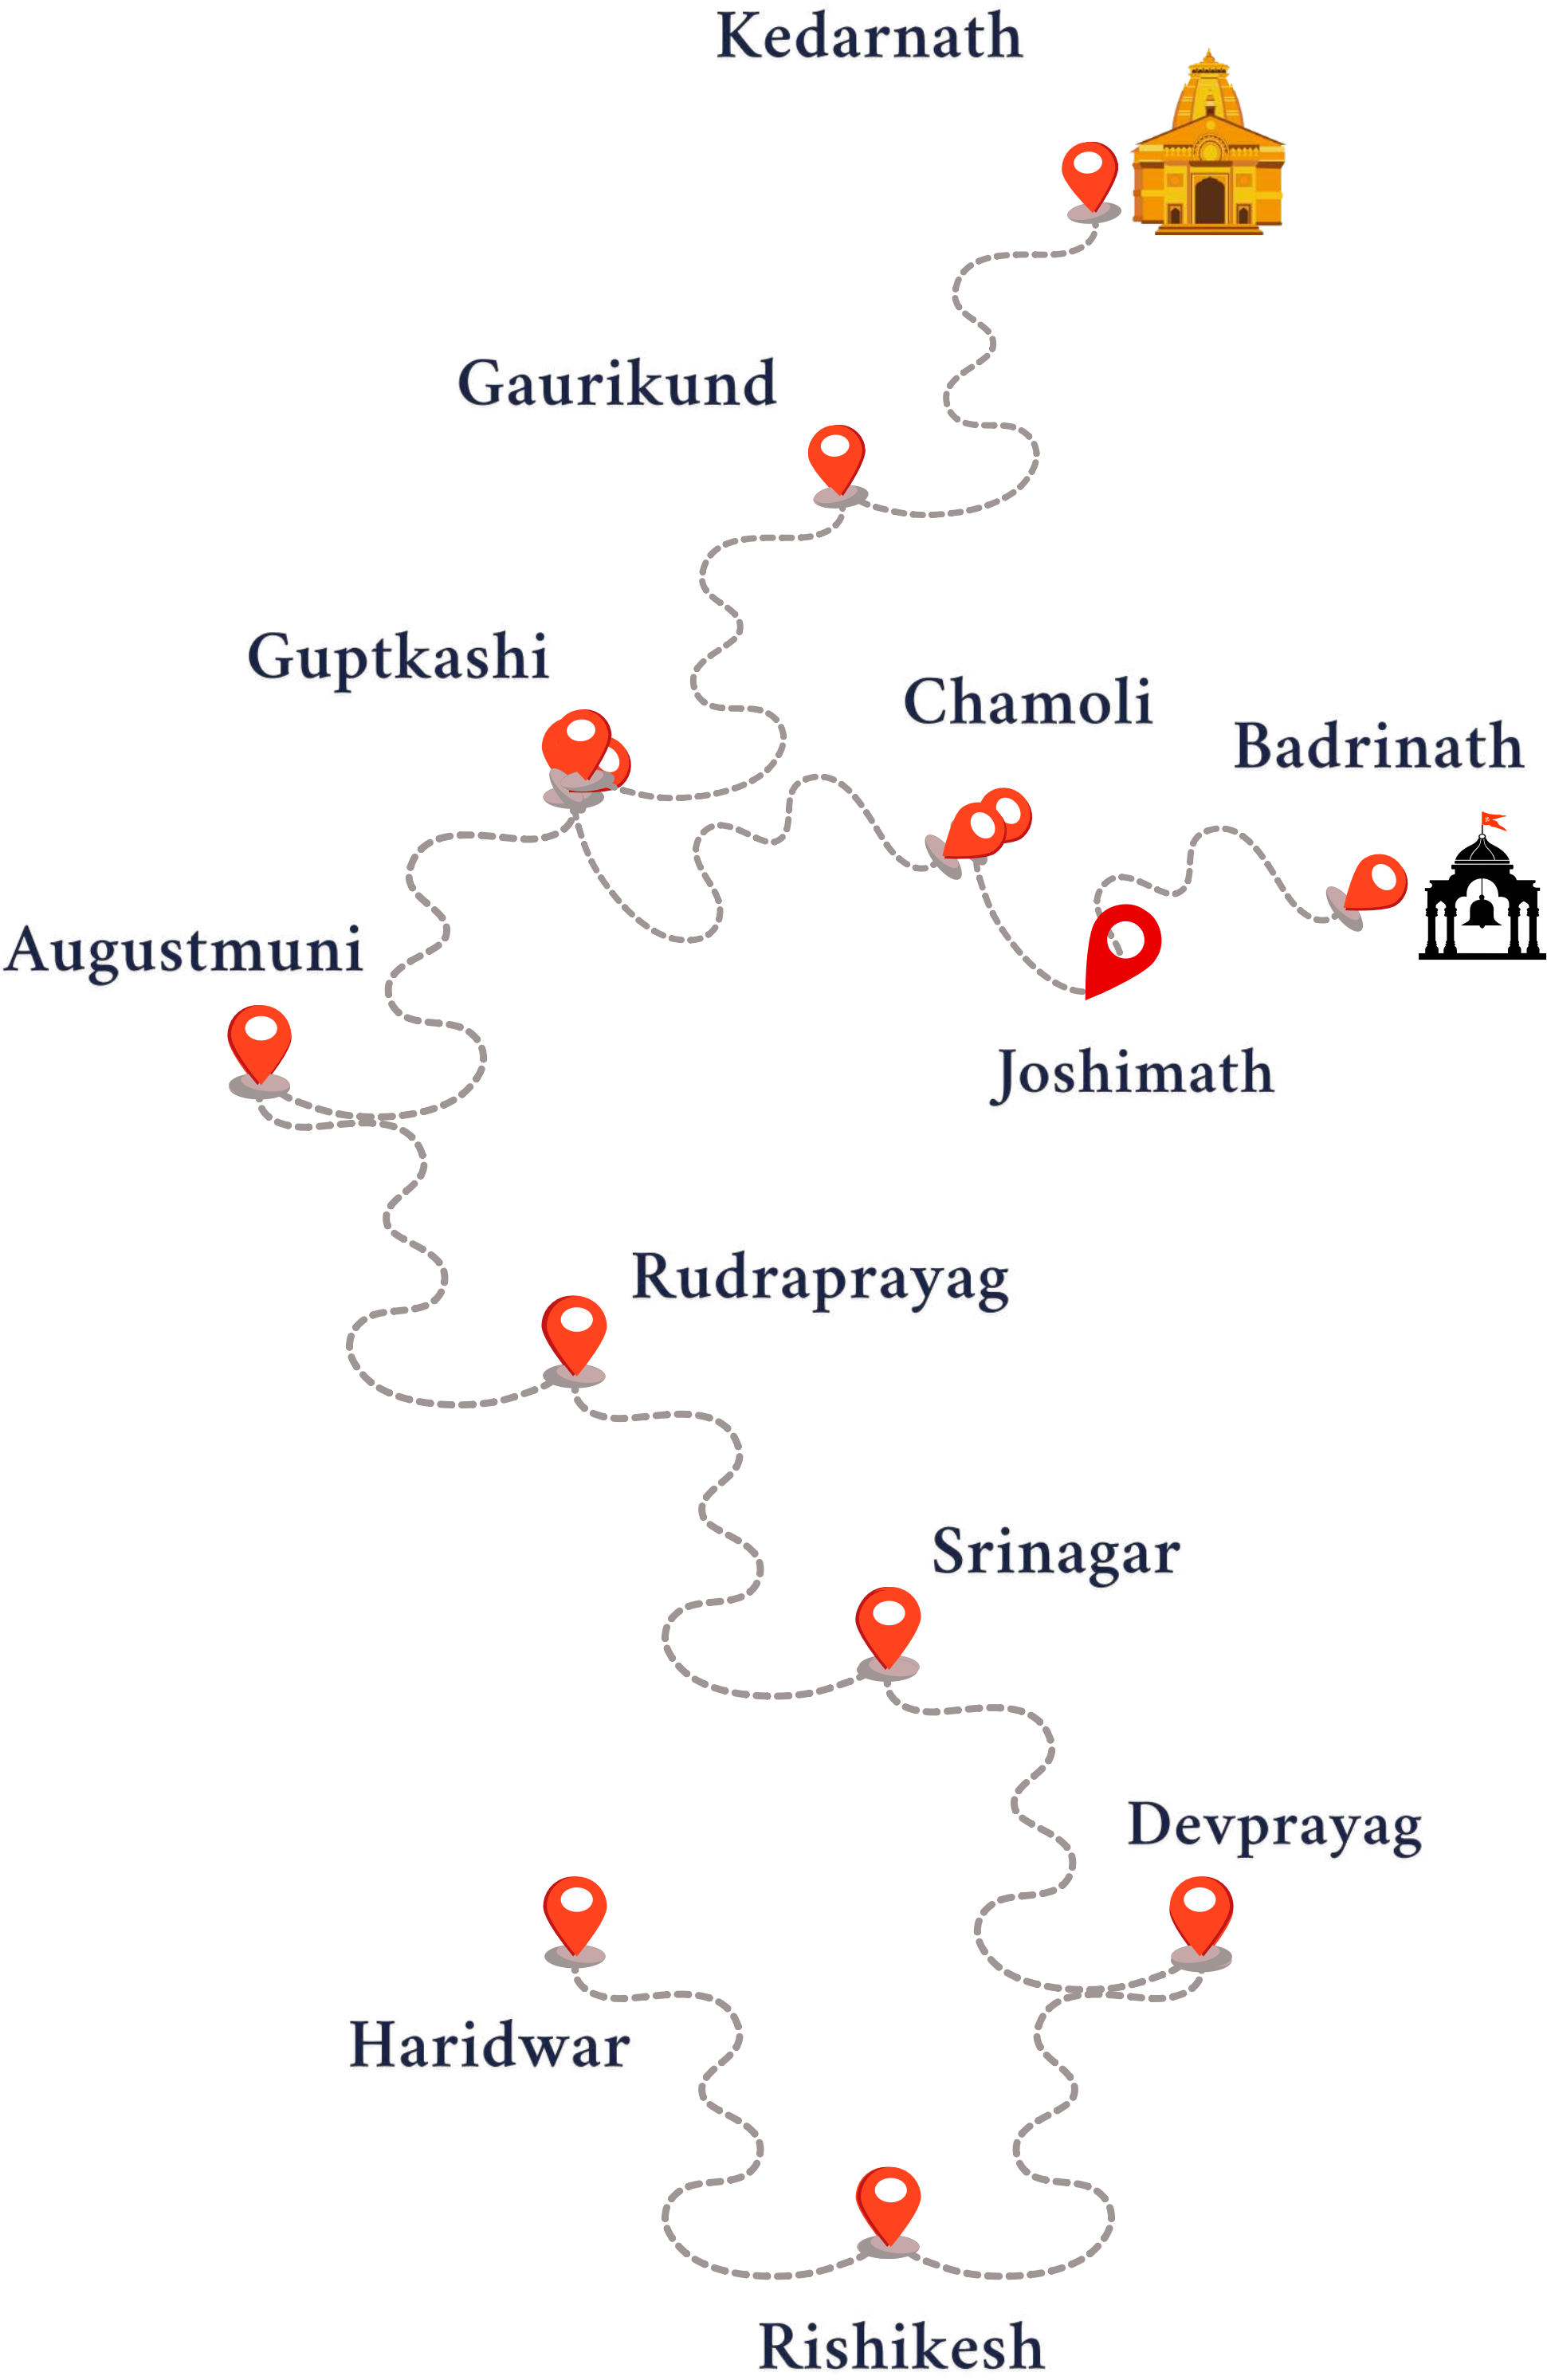 Kedarnath
Gaurikund
Guptkashi
Chamoli
Badrinath
Augustmuni
Joshimath
Rudraprayag
Srinagar
Devprayag
Haridwar
Rishikesh